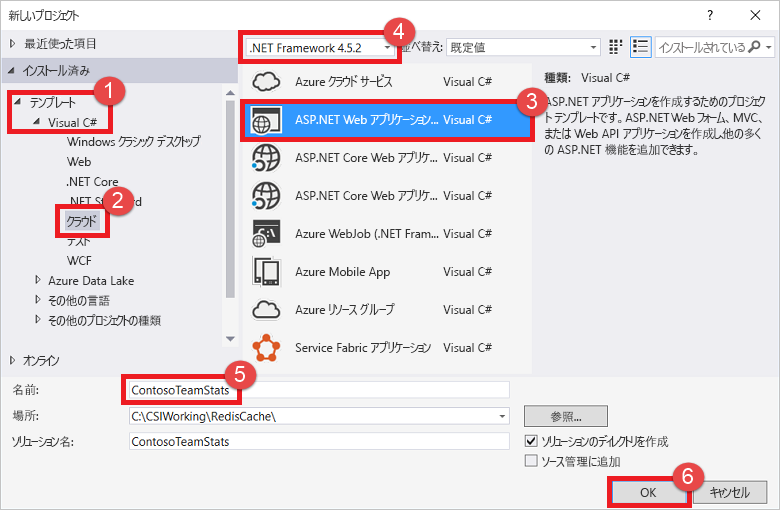 新しいプロジェクト
? ×
最近使った項目
インストール済み
テンプレート
Visual C#
Windows クラシック デスクトップ
Web
.NET Core
.NET St rd
クラウド
テスト
WCF
Azure Data Lake
その他の言語
その他のプロジェクトの種類
オンライン
1
2
.NET Framework 4.5.2
4
並べ替え:
既定値
インストールされている
Azure クラウド サービス Visual C#
ASP.NET Web アプリケーション... Visual C#
3
ASP.NET Core Web アプリケ... Visual C#
ASP.NET Core Web アプリケ... Visual C#
Azure WebJob (.NET Fram... Visual C#
Azure Mobile App Visual C#
Azure リソース グループ Visual C#
Service Fabric アプリケーション Visual C#
種類: Visual C#
ASP.NET アプリケーションを作成するためのプロジェク
ト テンプレートです。ASP.NET Web フォーム、MVC、
または Web API アプリケーションを作成し他の多く
の ASP.NET 機能を追加できます。
名前: ContosoTeamStats
5
場所: C:\CSIWorking\RedisCache\
参照...
ソリューション名: ContosoTeamStats
ソリューションのディレクトリを作成
ソース管理に追加
6
OK
キャンセル